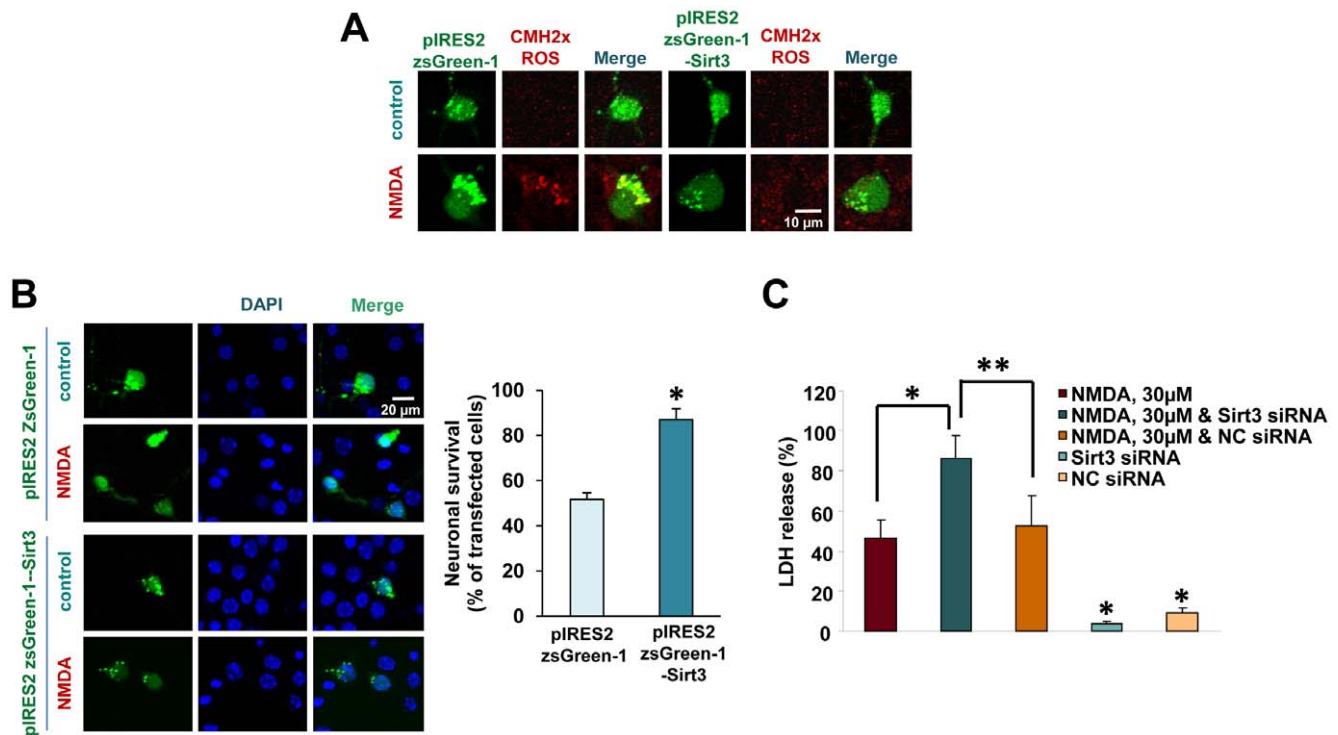 A
pIRES2
zsGreen-1
CMH2x
ROS
Merge
pIRES2
zsGreen-1
-Sirt3
CMH2x
ROS
Merge
control
NMDA
10 µm
B
DAPI
Merge
pIRES2 ZsGreen-1
control
20 µm
NMDA
pIRES2 zsGreen-1--Sirt3
control
NMDA
Neuronal survival
(% of transfected cells)
100
80
60
40
20
0
*
pIRES2
zsGreen-1
pIRES2
zsGreen-1
-Sirt3
C
LDH release (%)
120
100
80
60
40
20
0
*
**
*
*
NMDA, 30µM
NMDA, 30µM & Sirt3 siRNA
NMDA, 30µM & NC siRNA
Sirt3 siRNA
NC siRNA